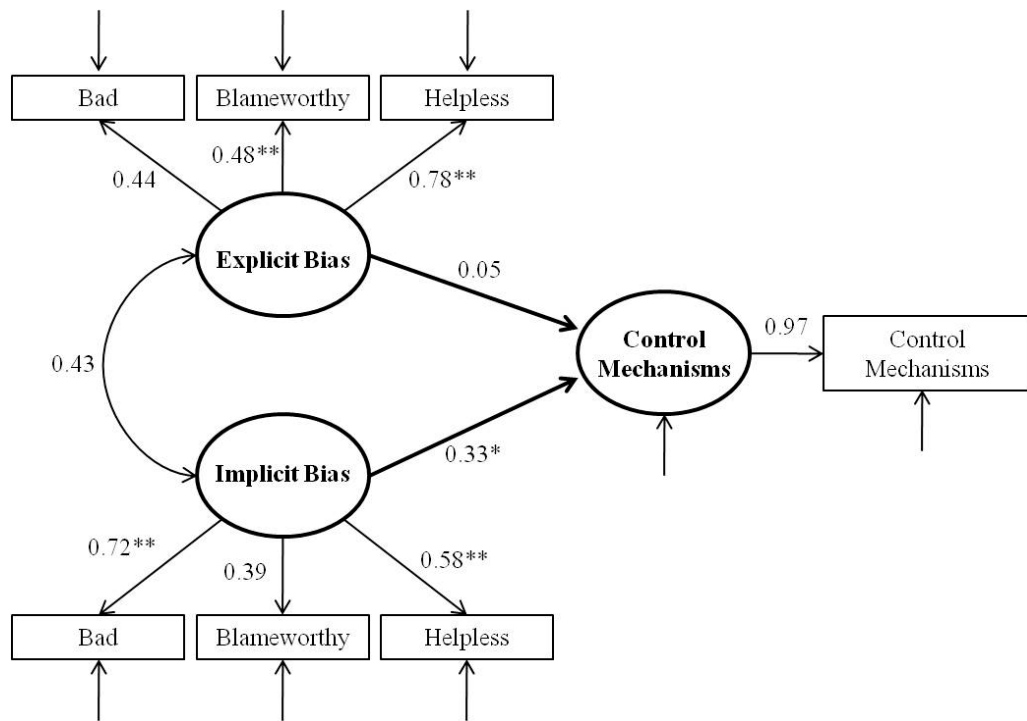 Bad
Blameworthy
Helpless
0.44
0.48**
0.78**
Explicit Bias
0.05
0.43
Control
Mechanisms
0.97
Control
Mechanisms
Implicit Bias
0.33*
0.72**
0.39
0.58**
Bad
Blameworthy
Helpless